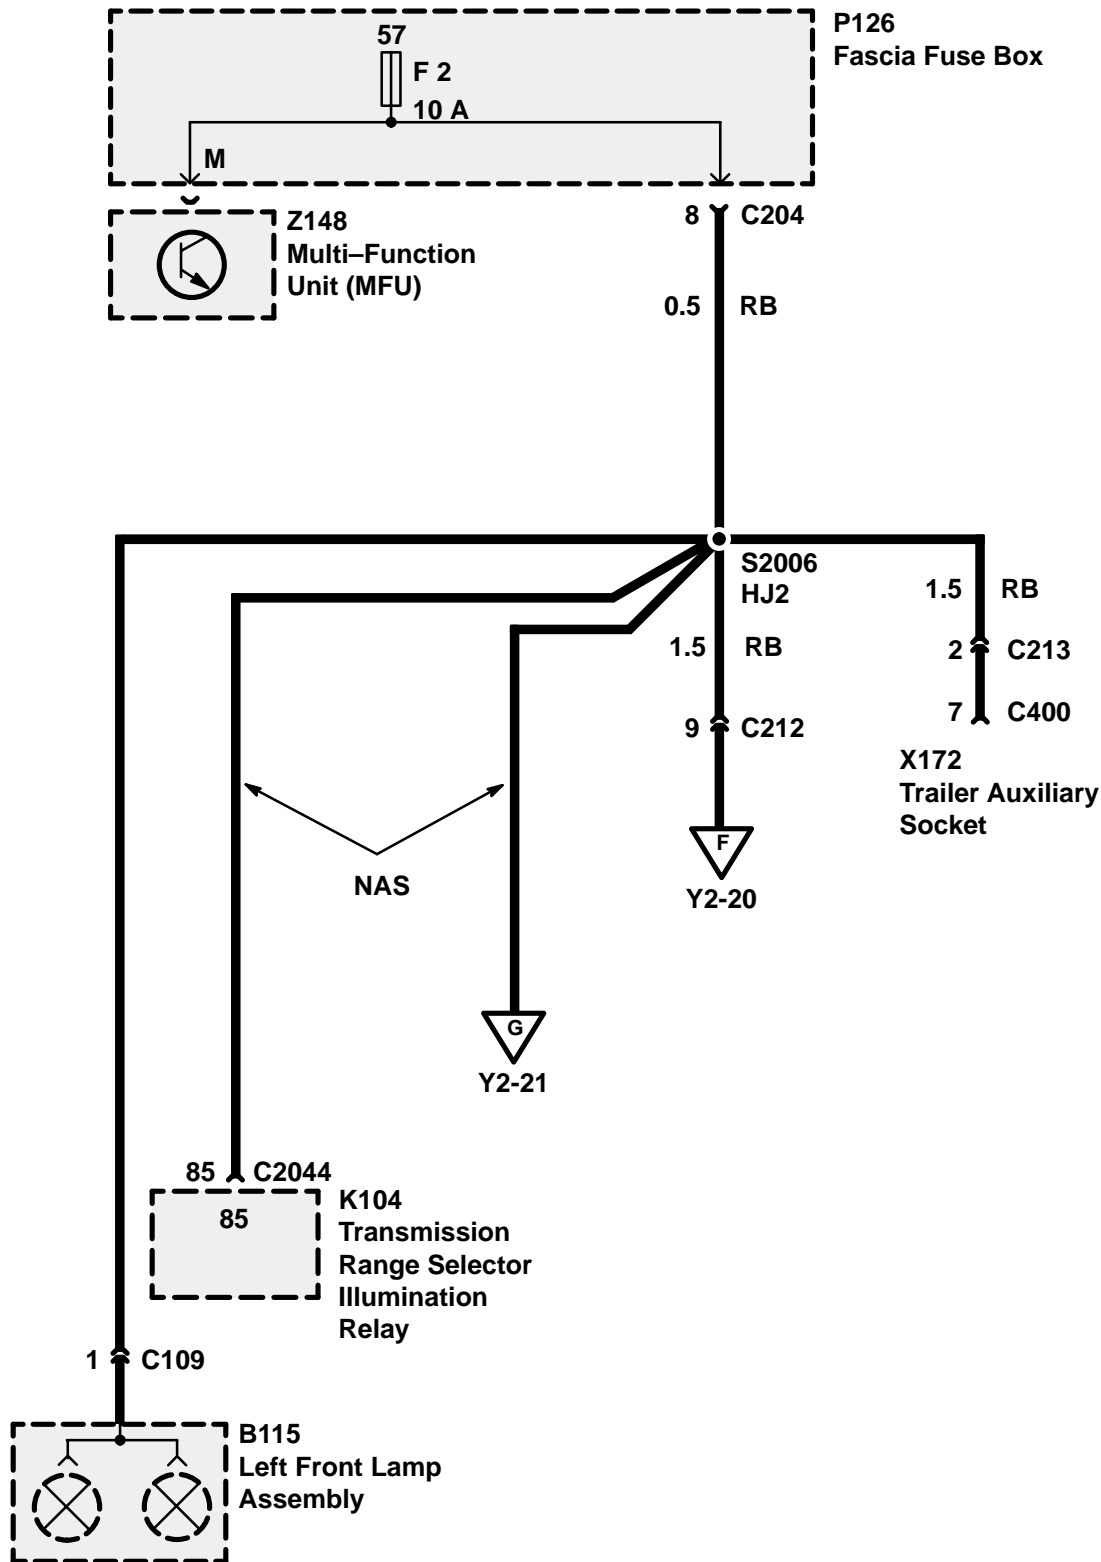 57
F 2
10 A
P126
Fascia Fuse Box
M
Z148
Multi–Function
Unit (MFU)
8
C204
0.5
RB
S2006
HJ2
1.5
RB
1.5
RB
2
C213
9
C212
7
C400
X172
Trailer Auxiliary
Socket
F
Y2-20
NAS
G
Y2-21
85
C2044
85
K104
Transmission
Range Selector
Illumination
Relay
1
C109
B115
Left Front Lamp
Assembly